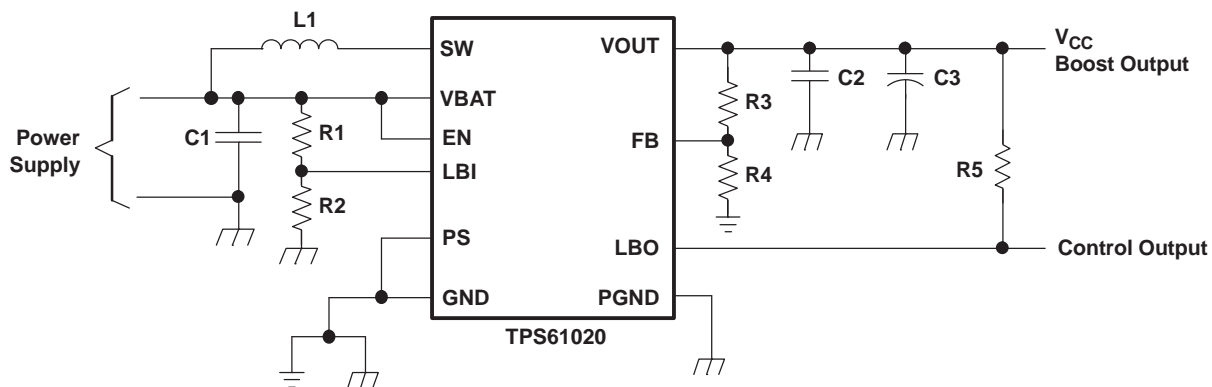 L1
SW
VOUT
V_CC
Boost Output
C2
C3
R3
VBAT
Power
Supply
C1
R1
EN
FB
LBI
R4
R5
R2
PS
LBO
Control Output
GND
PGND
TPS61020